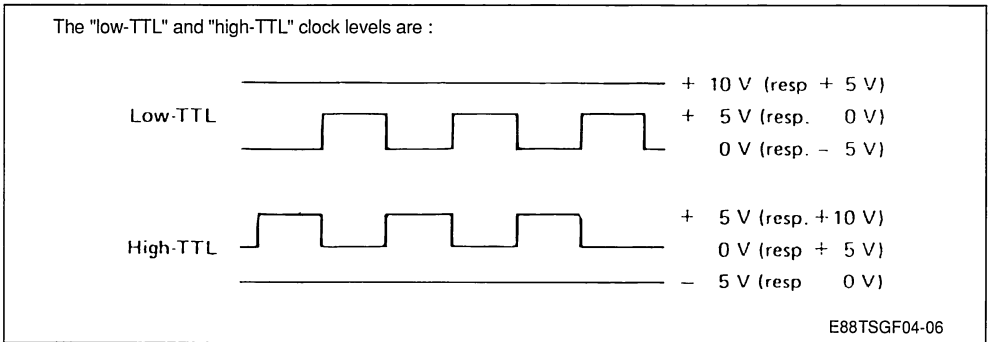 The "low-TTL" and "high-TTL" clock levels are :
+ 10 V (resp + 5 V)
Low-TTL + 5 V (resp. 0 V)
0 V (resp. - 5 V)
+ 5 V (resp. +10 V)
High-TTL 0 V (resp + 5 V)
- 5 V (resp 0 V)
E88TSGF04-06